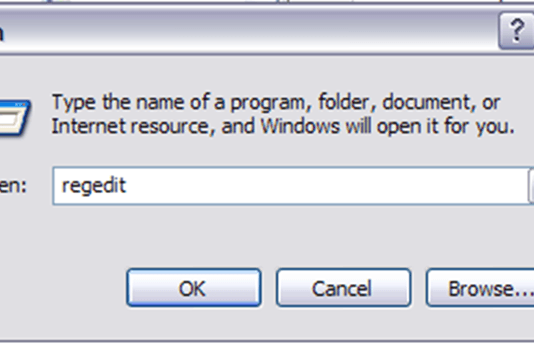 ?
Type the name of a program, folder, document, or
Internet resource, and Windows will open it for you.
en: regedit
OK Cancel Browse...